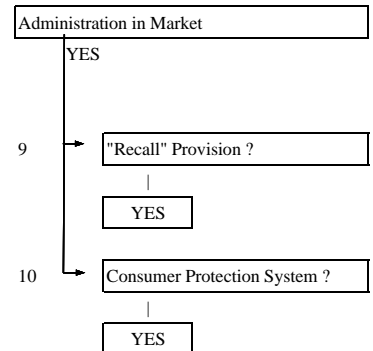 Administration in Market
YES
9 "Recall" Provision ?
YES
10 Consumer Protection System ?
YES